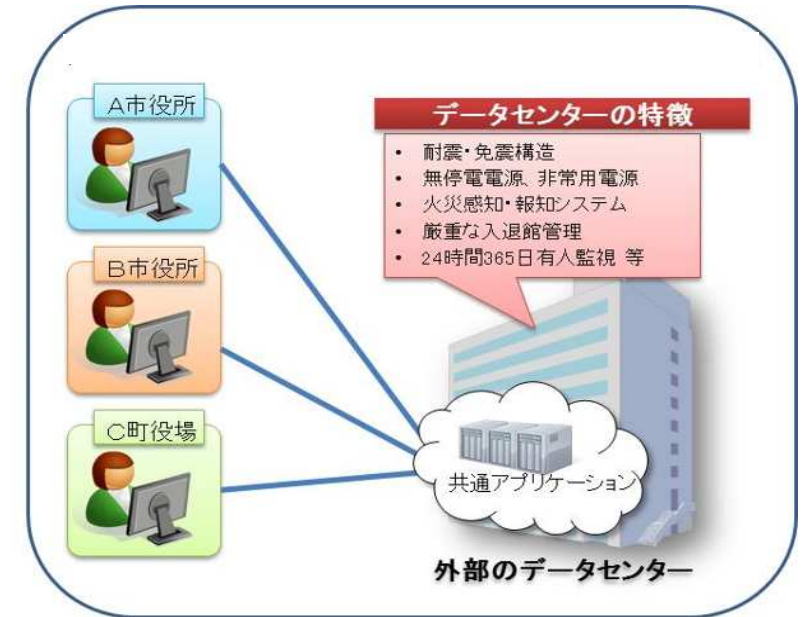 A市役所
B市役所
C町役場
データセンターの特徴
• 耐震・免震構造
• 無停電電源、非常用電源
• 火災感知・報知システム
• 厳重な入退館管理
• 24時間365日有人監視 等
共通アプリケーション
外部のデータセンター